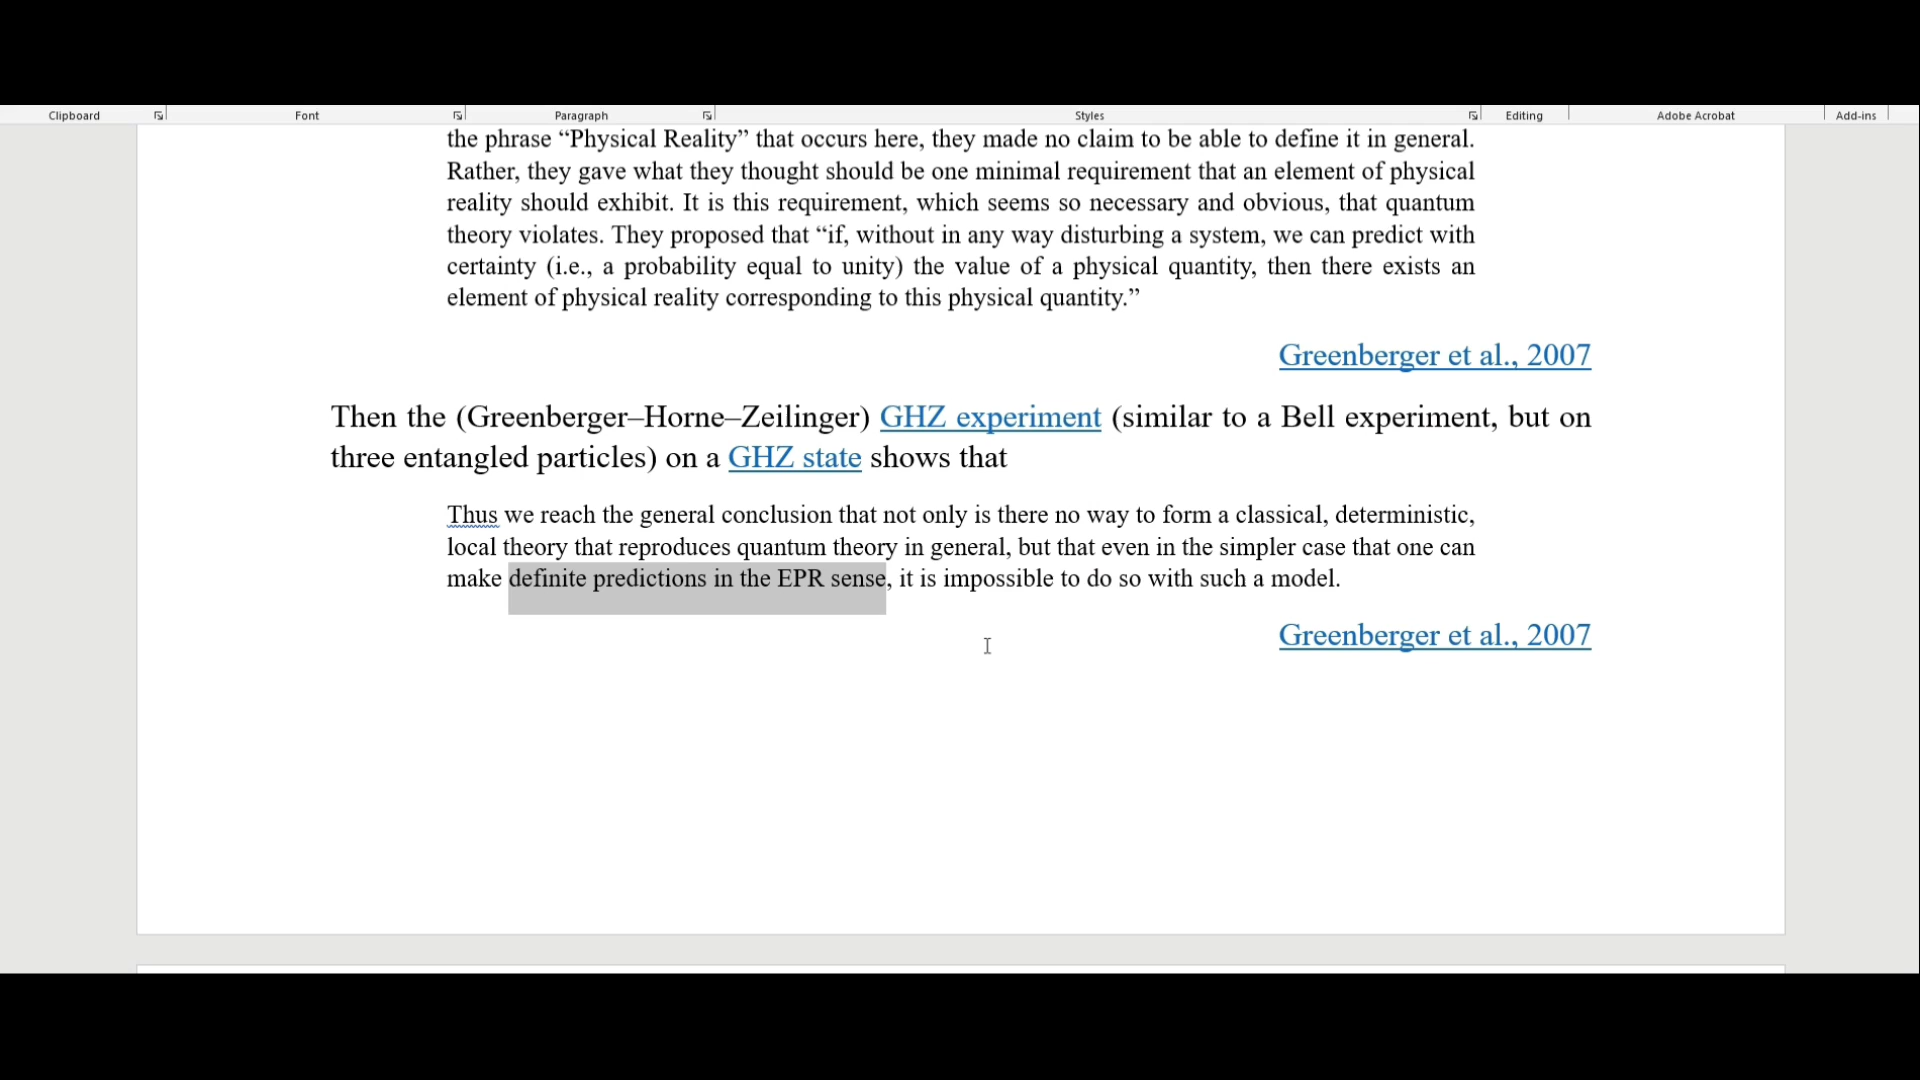 Clipboard Font Paragraph Styles Editing Adobe Acrobat Add-ins
the phrase “Physical Reality” that occurs here, they made no claim to be able to define it in general.
Rather, they gave what they thought should be one minimal requirement that an element of physical
reality should exhibit. It is this requirement, which seems so necessary and obvious, that quantum
theory violates. They proposed that “if, without in any way disturbing a system, we can predict with
certainty (i.e., a probability equal to unity) the value of a physical quantity, then there exists an
element of physical reality corresponding to this physical quantity.”
Greenberger et al., 2007
Then the (Greenberger–Horne–Zeilinger) GHZ experiment (similar to a Bell experiment, but on
three entangled particles) on a GHZ state shows that
Thus we reach the general conclusion that not only is there no way to form a classical, deterministic,
local theory that reproduces quantum theory in general, but that even in the simpler case that one can
make definite predictions in the EPR sense, it is impossible to do so with such a model.
Greenberger et al., 2007